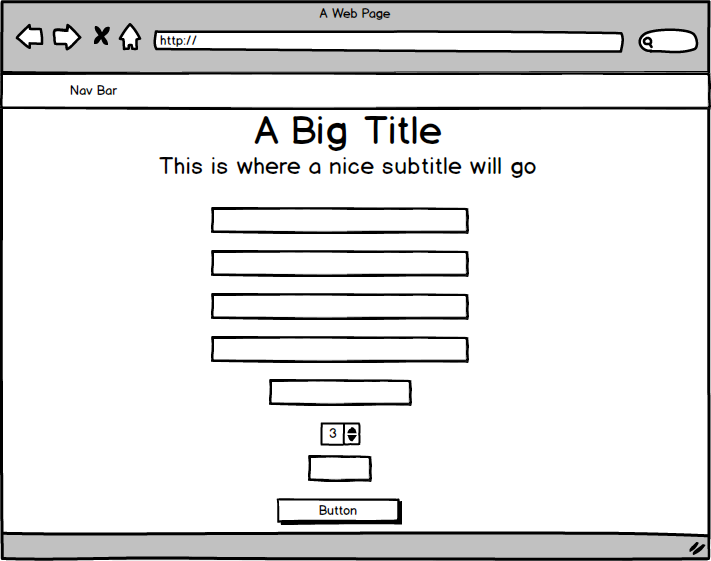 A Web Page
http://
Nav Bar
A Big Title
This is where a nice subtitle will go
3
Button